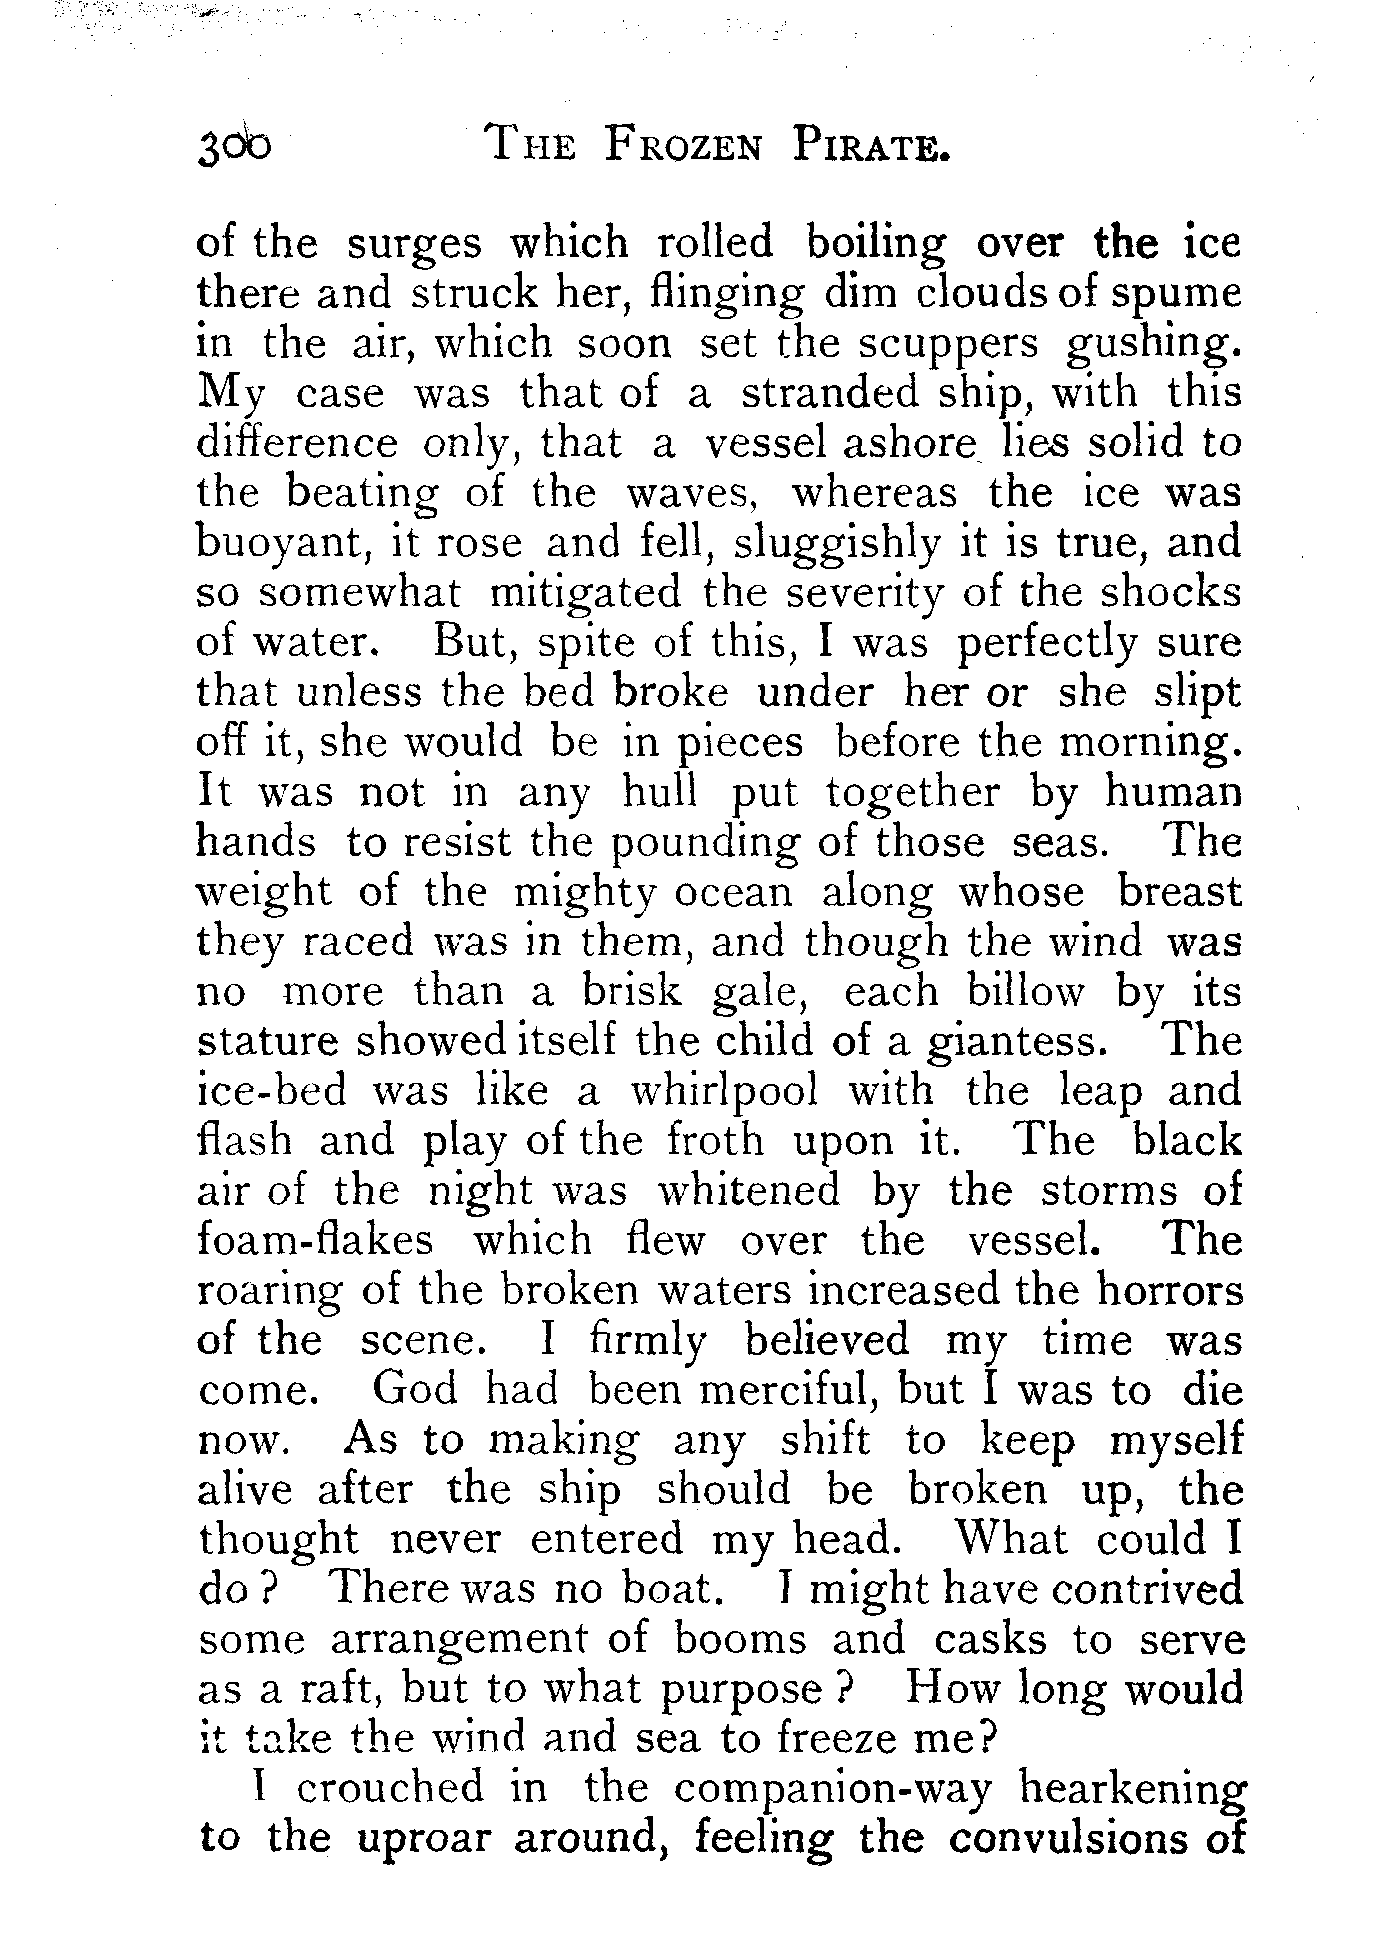 306 THE FROZEN PIRATE.
of the surges which rolled boiling over the ice
there and struck her, flinging dim clouds of spume
in the air, which soon set the scuppers gushing.
My case was that of a stranded ship, with this
difference only, that a vessel ashore lies solid to
the beating of the waves, whereas the ice was
buoyant, it rose and fell, sluggishly it is true, and
so somewhat mitigated the severity of the shocks
of water. But, spite of this, I was perfectly sure
that unless the bed broke under her or she slipt
off it, she would be in pieces before the morning.
It was not in any hull put together by human
hands to resist the pounding of those seas. The
weight of the mighty ocean along whose breast
they raced was in them, and though the wind was
no more than a brisk gale, each billow by its
stature showed itself the child of a giantess. The
ice-bed was like a whirlpool with the leap and
flash and play of the froth upon it. The black
air of the night was whitened by the storms of
foam-flakes which flew over the vessel. The
roaring of the broken waters increased the horrors
of the scene. I firmly believed my time was
come. God had been merciful, but I was to die
now. As to making any shift to keep myself
alive after the ship should be broken up, the
thought never entered my head. What could I
do ? There was no boat. I might have contrived
some arrangement of booms and casks to serve
as a raft, but to what purpose ? How long would
it take the wind and sea to freeze me?
I crouched in the companion-way hearkening
to the uproar around, feeling the convulsions of